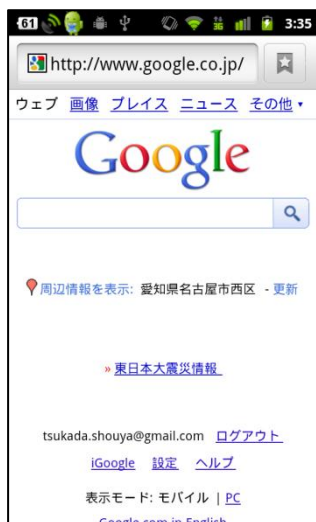 61 3:35
http://www.google.co.jp/
ウェブ 画像 プレイス ニュース その他
Google
周辺情報を表示: 愛知県名古屋市西区 - 更新
» 東日本大震災情報
tsukada.shouya@gmail.com ログアウト
iGoogle 設定 ヘルプ
表示モード: モバイル | PC
Google.com in English